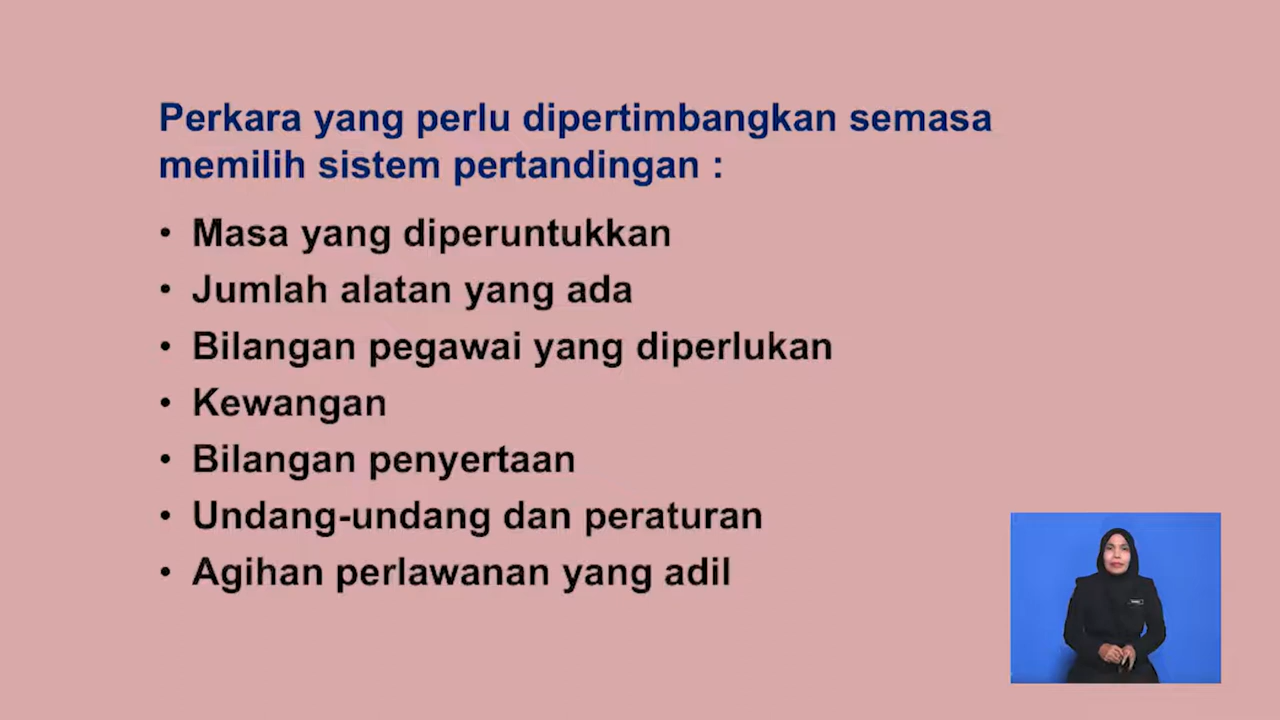 Perkara yang perlu dipertimbangkan semasa
memilih sistem pertandingan :
• Masa yang diperuntukkan
• Jumlah alatan yang ada
• Bilangan pegawai yang diperlukan
• Kewangan
• Bilangan penyertaan
• Undang-undang dan peraturan
• Agihan perlawanan yang adil